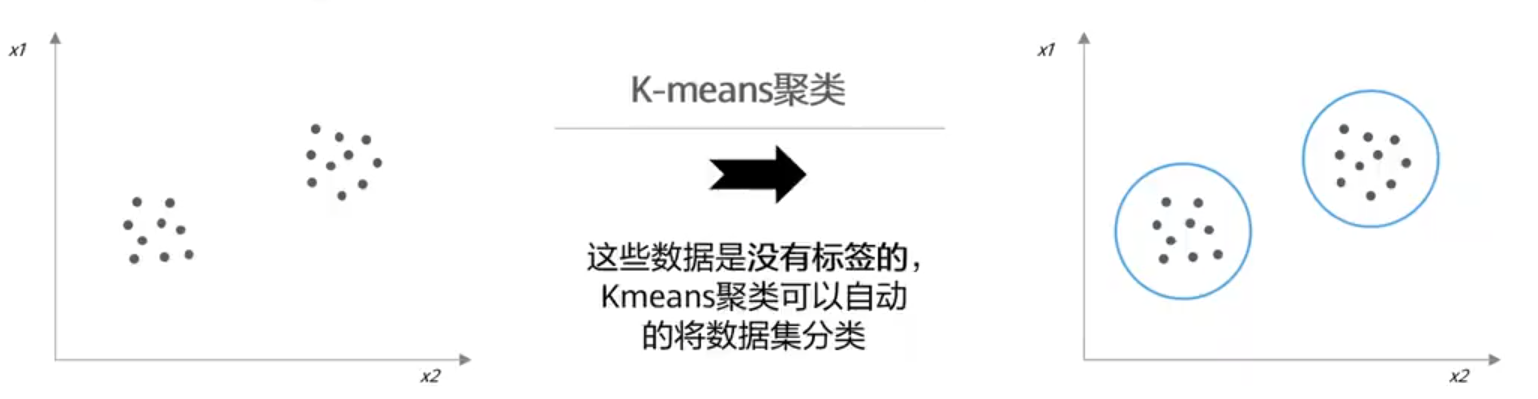 x1
x2
K-means聚类
这些数据是没有标签的，
Kmeans聚类可以自动
的将数据集分类
x1
x2